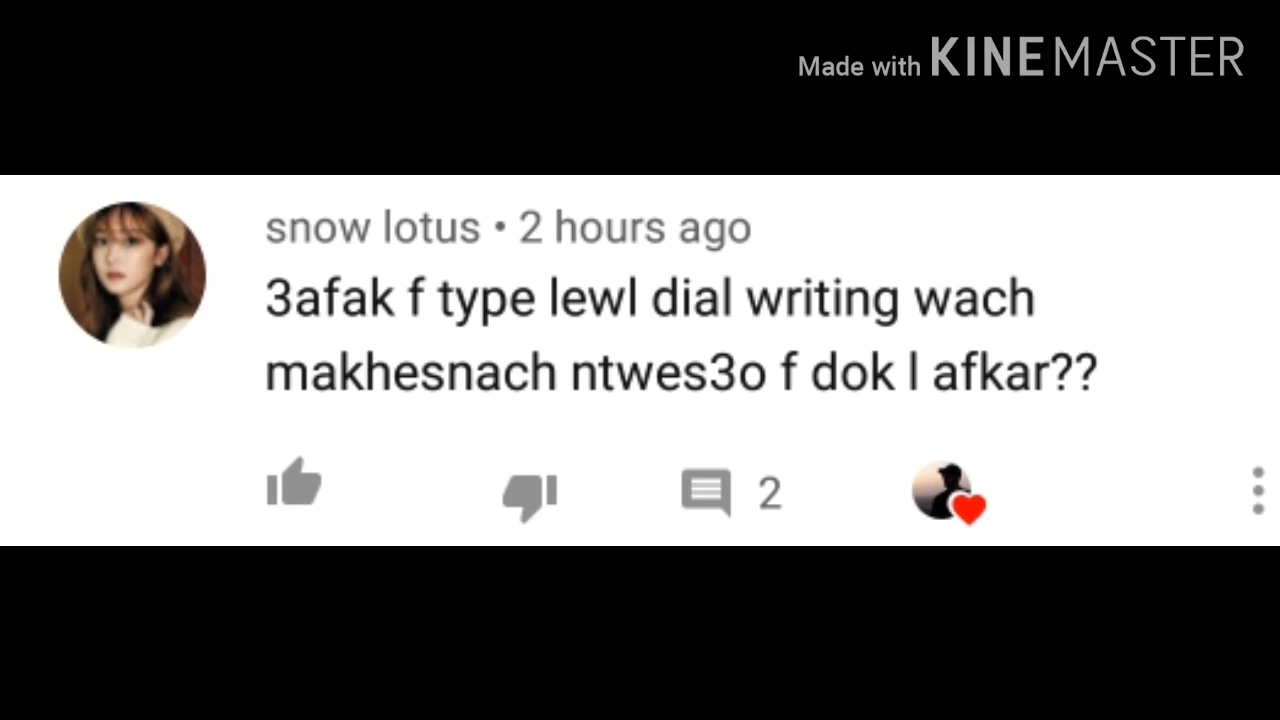 Made with KINEMASTER
snow lotus • 2 hours ago
3afak f type lewl dial writing wach
makhesnach ntwes3o f dok l afkar??
2